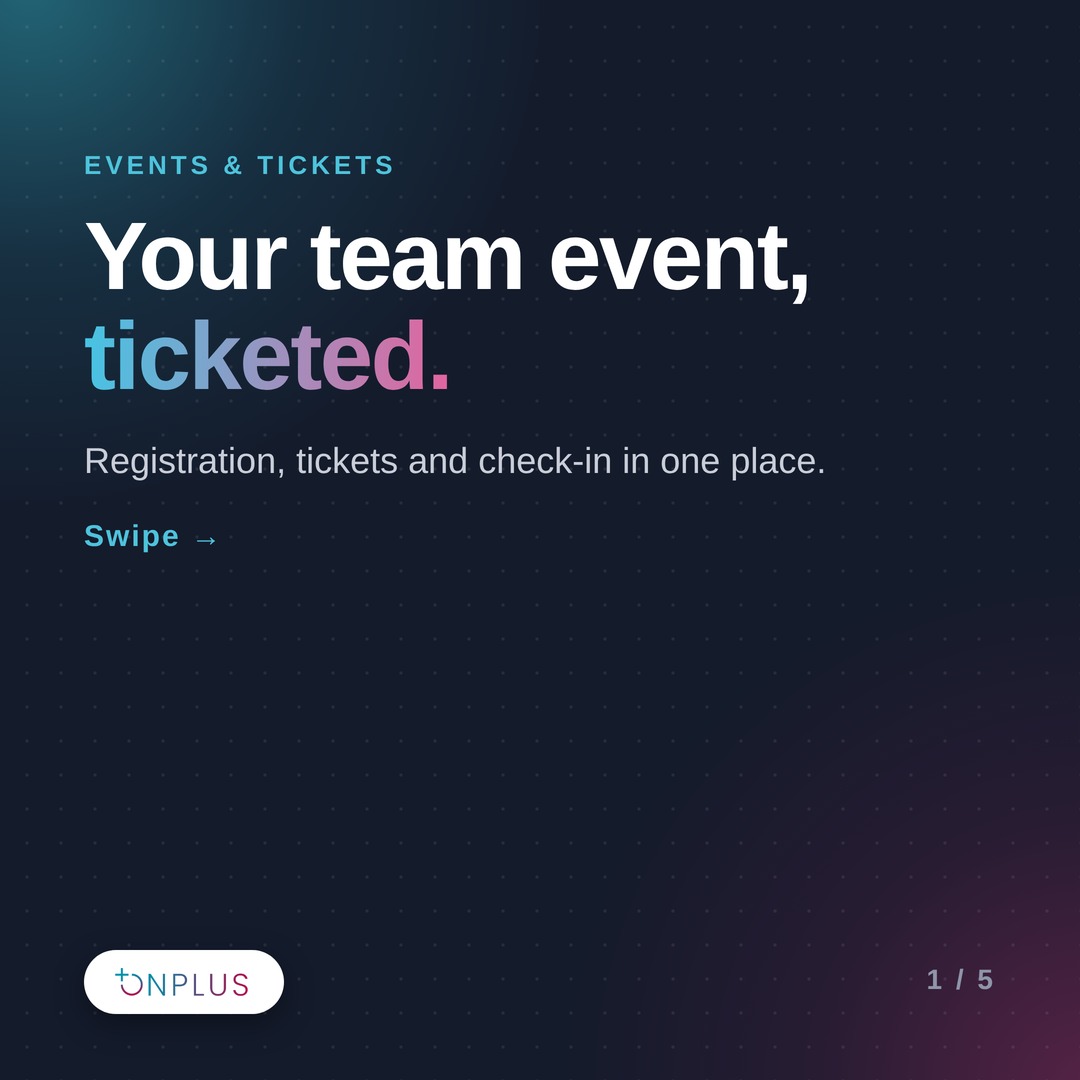 EVENTS & TICKETS
Your team event,
ticketed.
Registration, tickets and check-in in one place.
Swipe →
ONPLUS
1 / 5